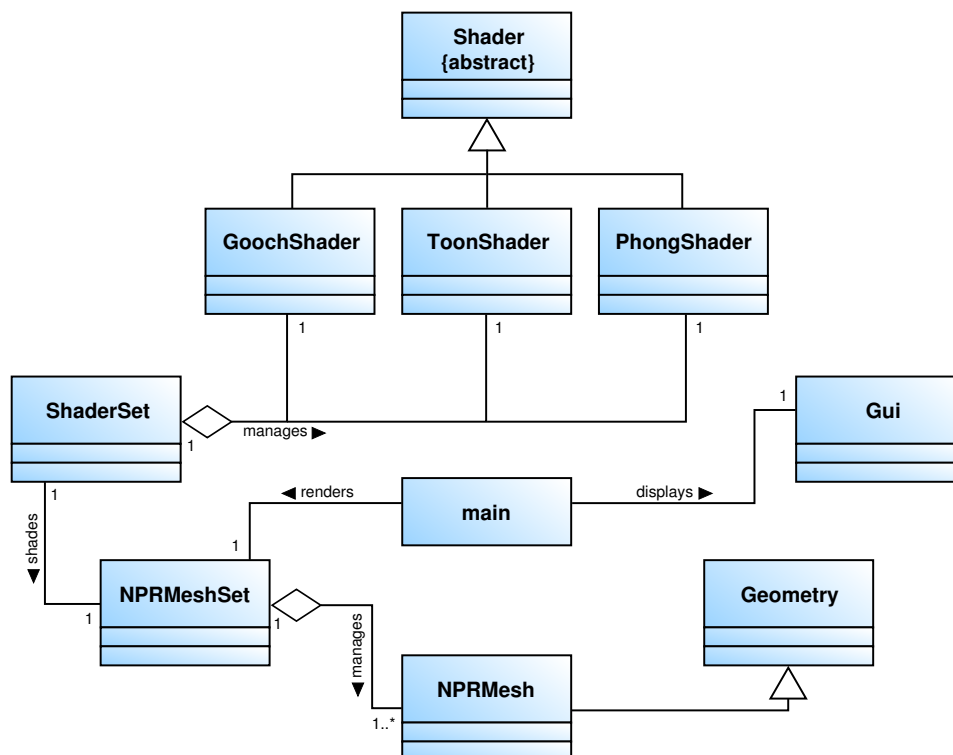 Shader
{abstract}
GoochShader
ToonShader
PhongShader
1
1
1
ShaderSet
1
manages ►
1
Gui
1
◄ renders
main
displays ►
◄ shades
1
1
NPRMeshSet
1
◄ manages
Geometry
NPRMesh
1..*